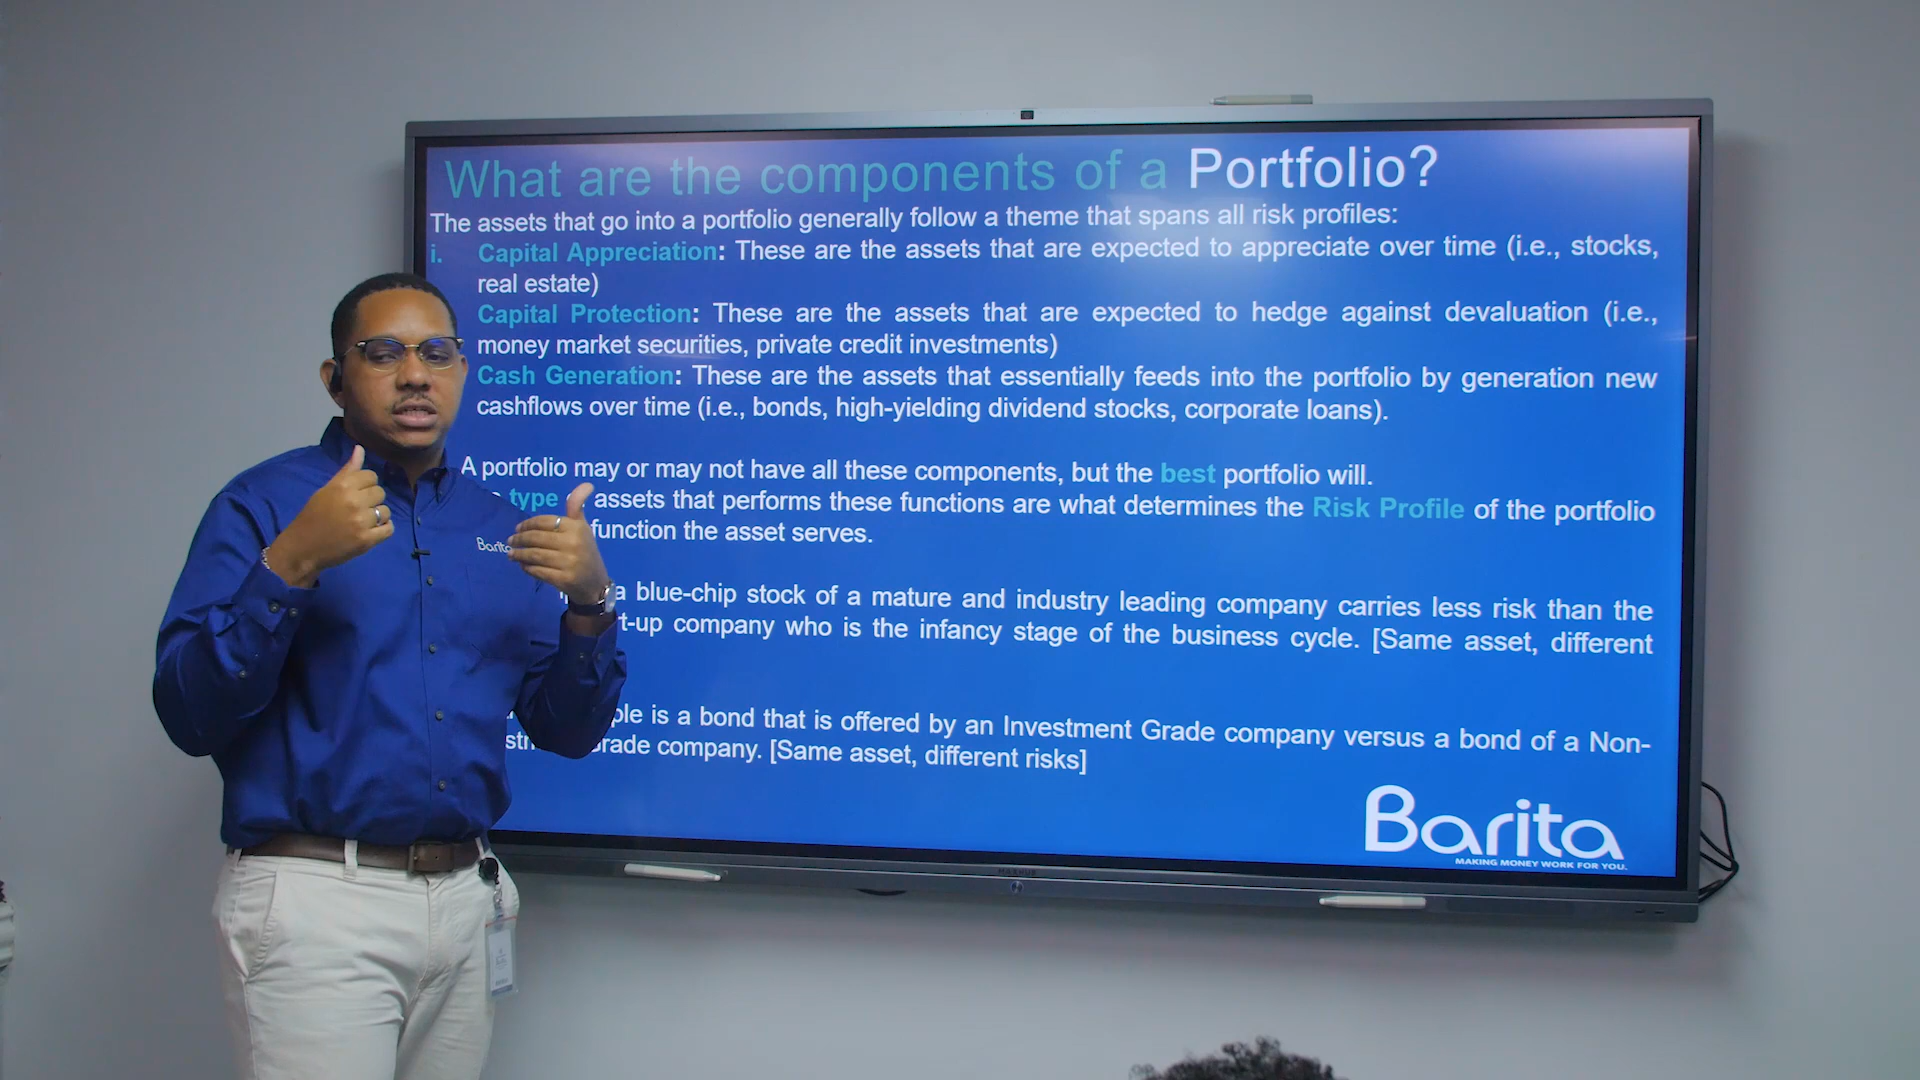 What are the components of a Portfolio?
The assets that go into a portfolio generally follow a theme that spans all risk profiles:
i. Capital Appreciation: These are the assets that are expected to appreciate over time (i.e., stocks,
real estate)
Capital Protection: These are the assets that are expected to hedge against devaluation (i.e.,
money market securities, private credit investments)
Cash Generation: These are the assets that essentially feeds into the portfolio by generation new
cashflows over time (i.e., bonds, high-yielding dividend stocks, corporate loans).
A portfolio may or may not have all these components, but the best portfolio will.
type assets that performs these functions are what determines the Risk Profile of the portfolio
function the asset serves.
a blue-chip stock of a mature and industry leading company carries less risk than the
company who is the infancy stage of the business cycle. [Same asset, different
is a bond that is offered by an Investment Grade company versus a bond of a Non-
company. [Same asset, different risks]
Barita
Barita
MAKING MONEY WORK FOR YOU.
MAXHUB